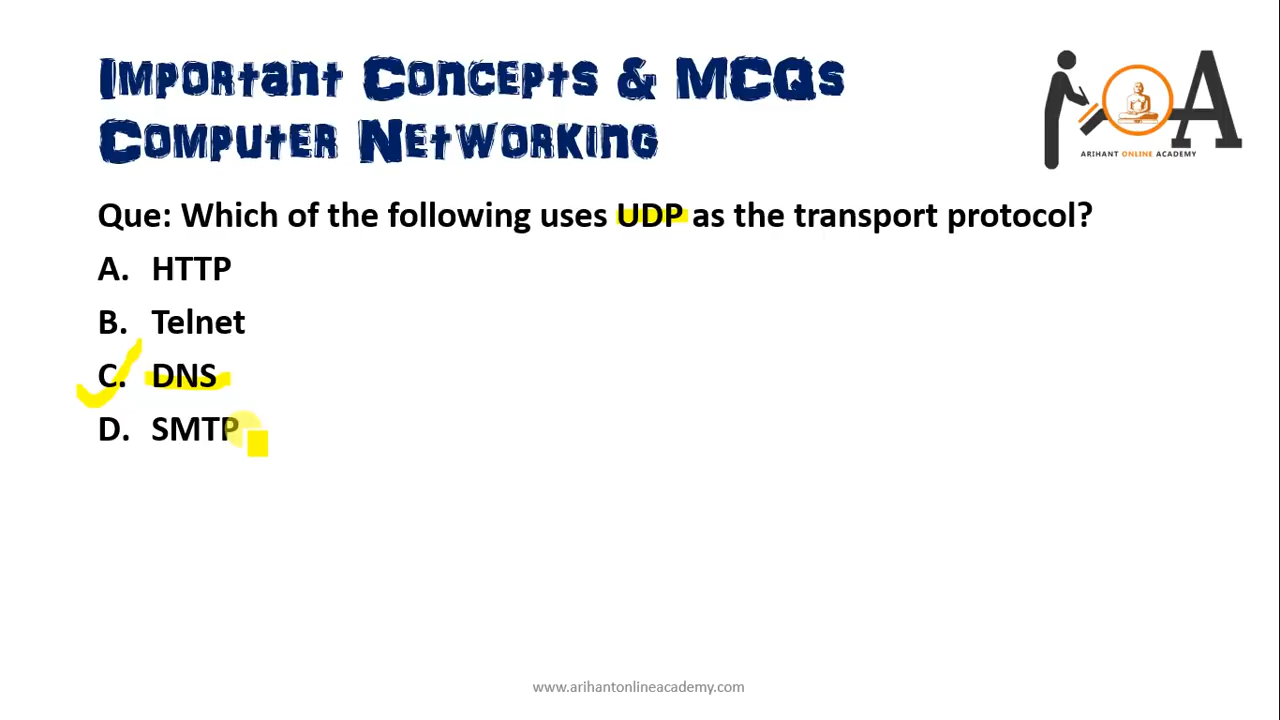 Important Concepts & MCQs
Computer Networking
A
ARIHANT ONLINE ACADEMY
Que: Which of the following uses UDP as the transport protocol?
A. HTTP
B. Telnet
C. DNS
D. SMTP
www.arihantonlineacademy.com